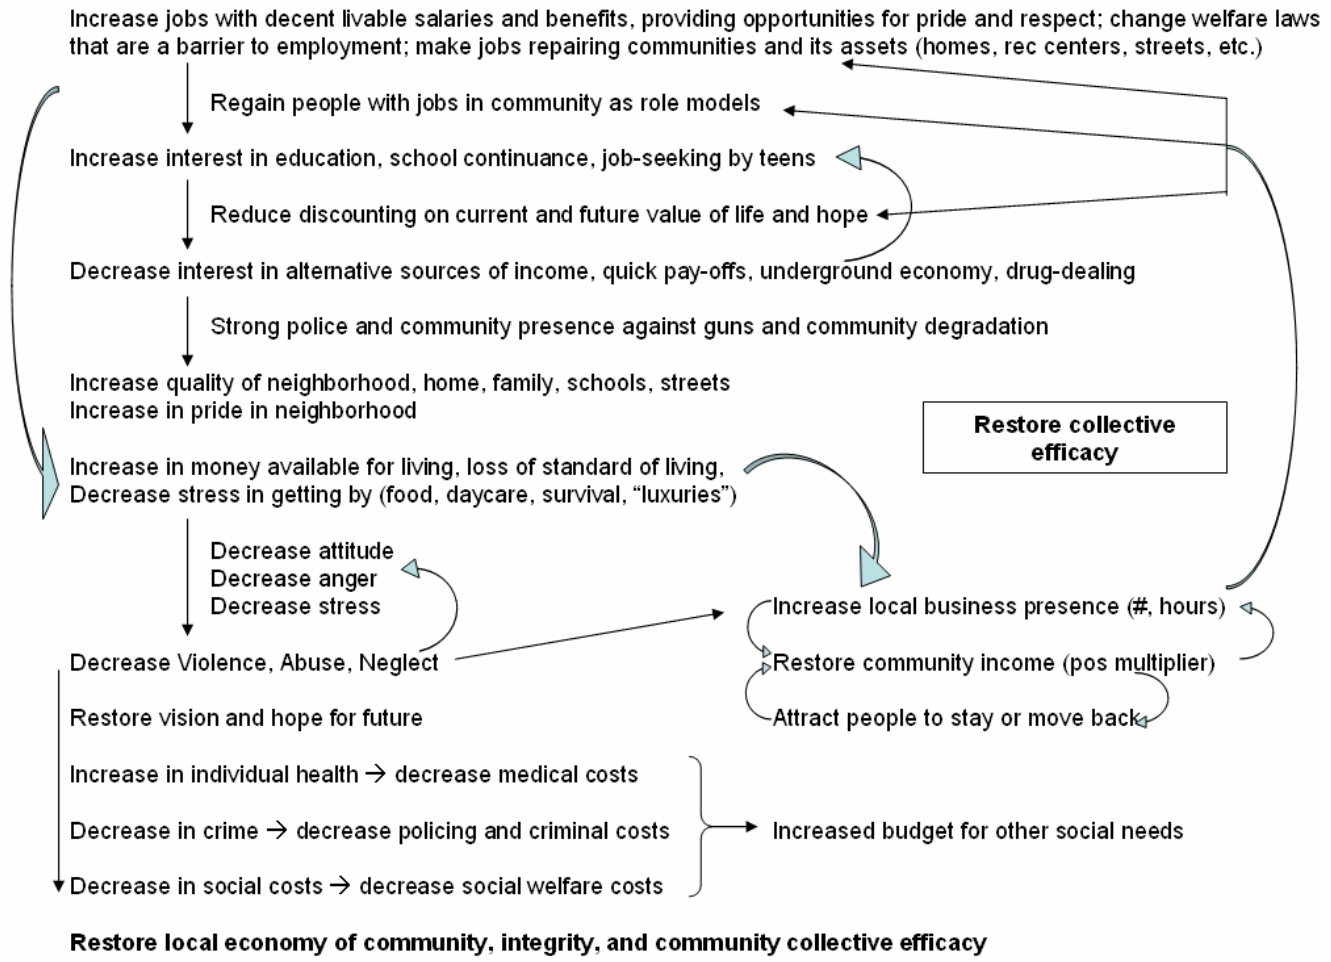 Increase jobs with decent livable salaries and benefits, providing opportunities for pride and respect; change welfare laws
that are a barrier to employment; make jobs repairing communities and its assets (homes, rec centers, streets, etc.)
Regain people with jobs in community as role models
Increase interest in education, school continuance, job-seeking by teens
Reduce discounting on current and future value of life and hope
Decrease interest in alternative sources of income, quick pay-offs, underground economy, drug-dealing
Strong police and community presence against guns and community degradation
Increase quality of neighborhood, home, family, schools, streets
Increase in pride in neighborhood
Restore collective
efficacy
Increase in money available for living, loss of standard of living,
Decrease stress in getting by (food, daycare, survival, “luxuries”)
Decrease attitude
Decrease anger
Decrease stress
Increase local business presence (#, hours)
Decrease Violence, Abuse, Neglect
Restore community income (pos multiplier)
Restore vision and hope for future
Attract people to stay or move back
Increase in individual health → decrease medical costs
Decrease in crime → decrease policing and criminal costs
Increased budget for other social needs
Decrease in social costs → decrease social welfare costs
Restore local economy of community, integrity, and community collective efficacy